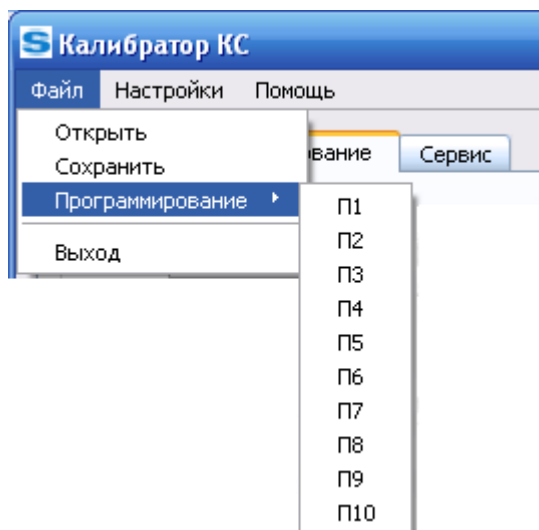 S Калибратор КС
Файл Настройки Помощь
Открыть
вание Сервис
Сохранить
Программирование
Выход
П1
П2
П3
П4
П5
П6
П7
П8
П9
П10